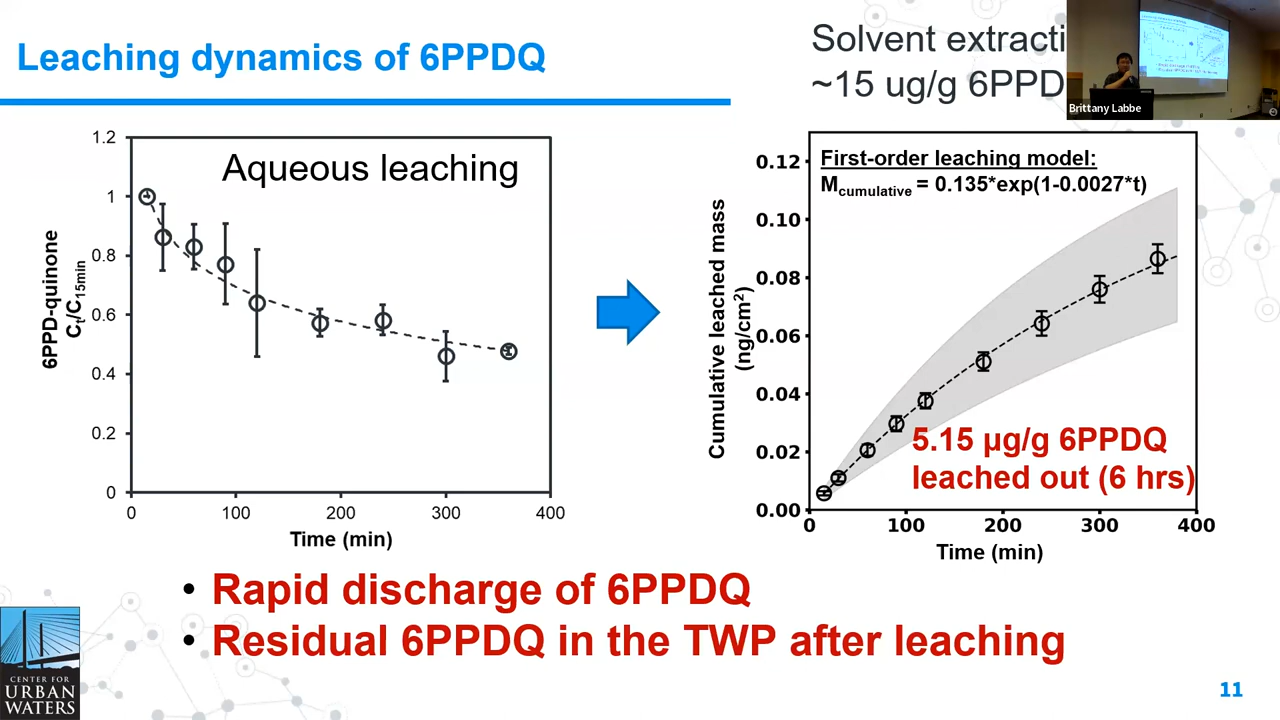 Leaching dynamics of 6PPDQ
Solvent extracti
~15 ug/g 6PPD
Brittany Labbe
Aqueous leaching
1.2
1
0.8
0.6
0.4
0.2
0
0
100
200
300
400
6PPD-quinone
Ct/C15min
Time (min)
First-order leaching model:
Mcumulative = 0.135*exp(1-0.0027*t)
0.12
0.10
0.08
0.06
0.04
0.02
0.00
0
100
200
300
400
Cumulative leached mass
(ng/cm²)
Time (min)
5.15 µg/g 6PPDQ
leached out (6 hrs)
• Rapid discharge of 6PPDQ
• Residual 6PPDQ in the TWP after leaching
CENTER FOR
URBAN
WATERS
11